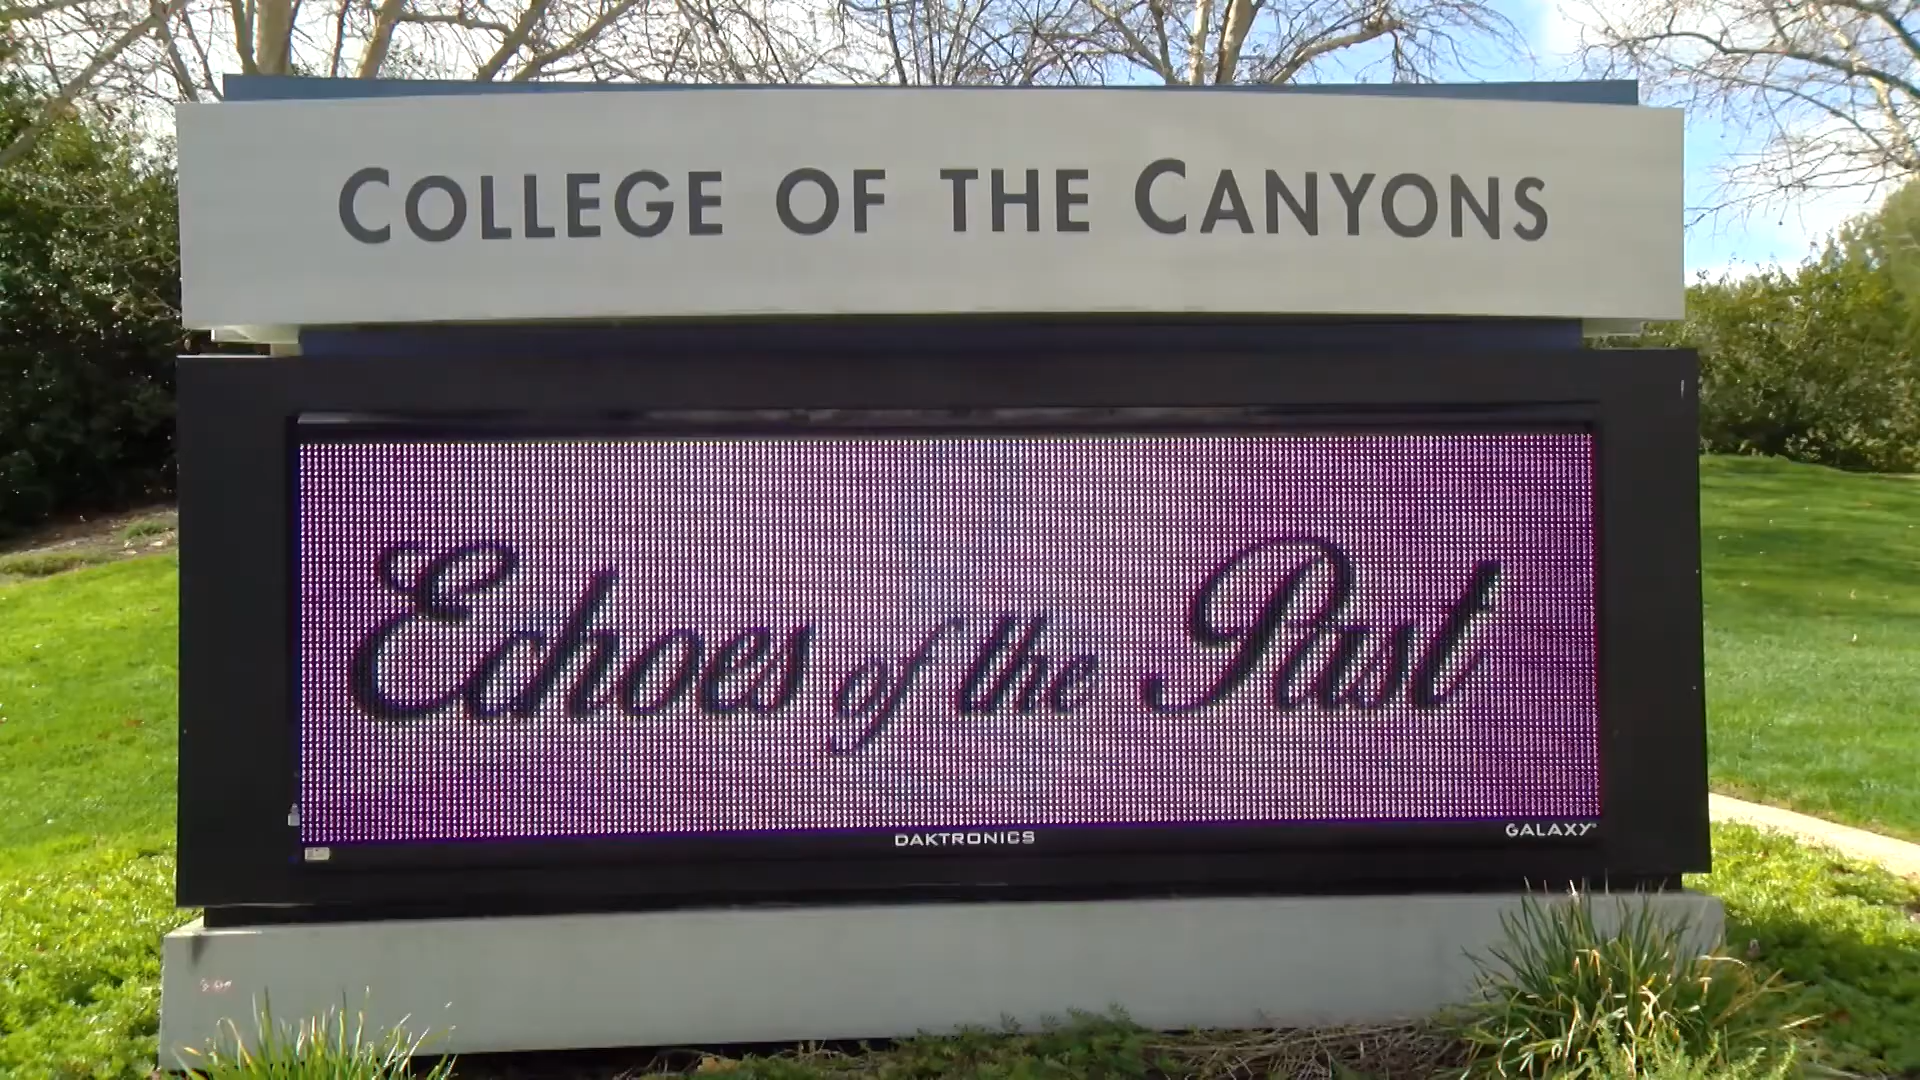 COLLEGE OF THE CANYONS
Echoes of the Past
DAKTRONICS
GALAXY